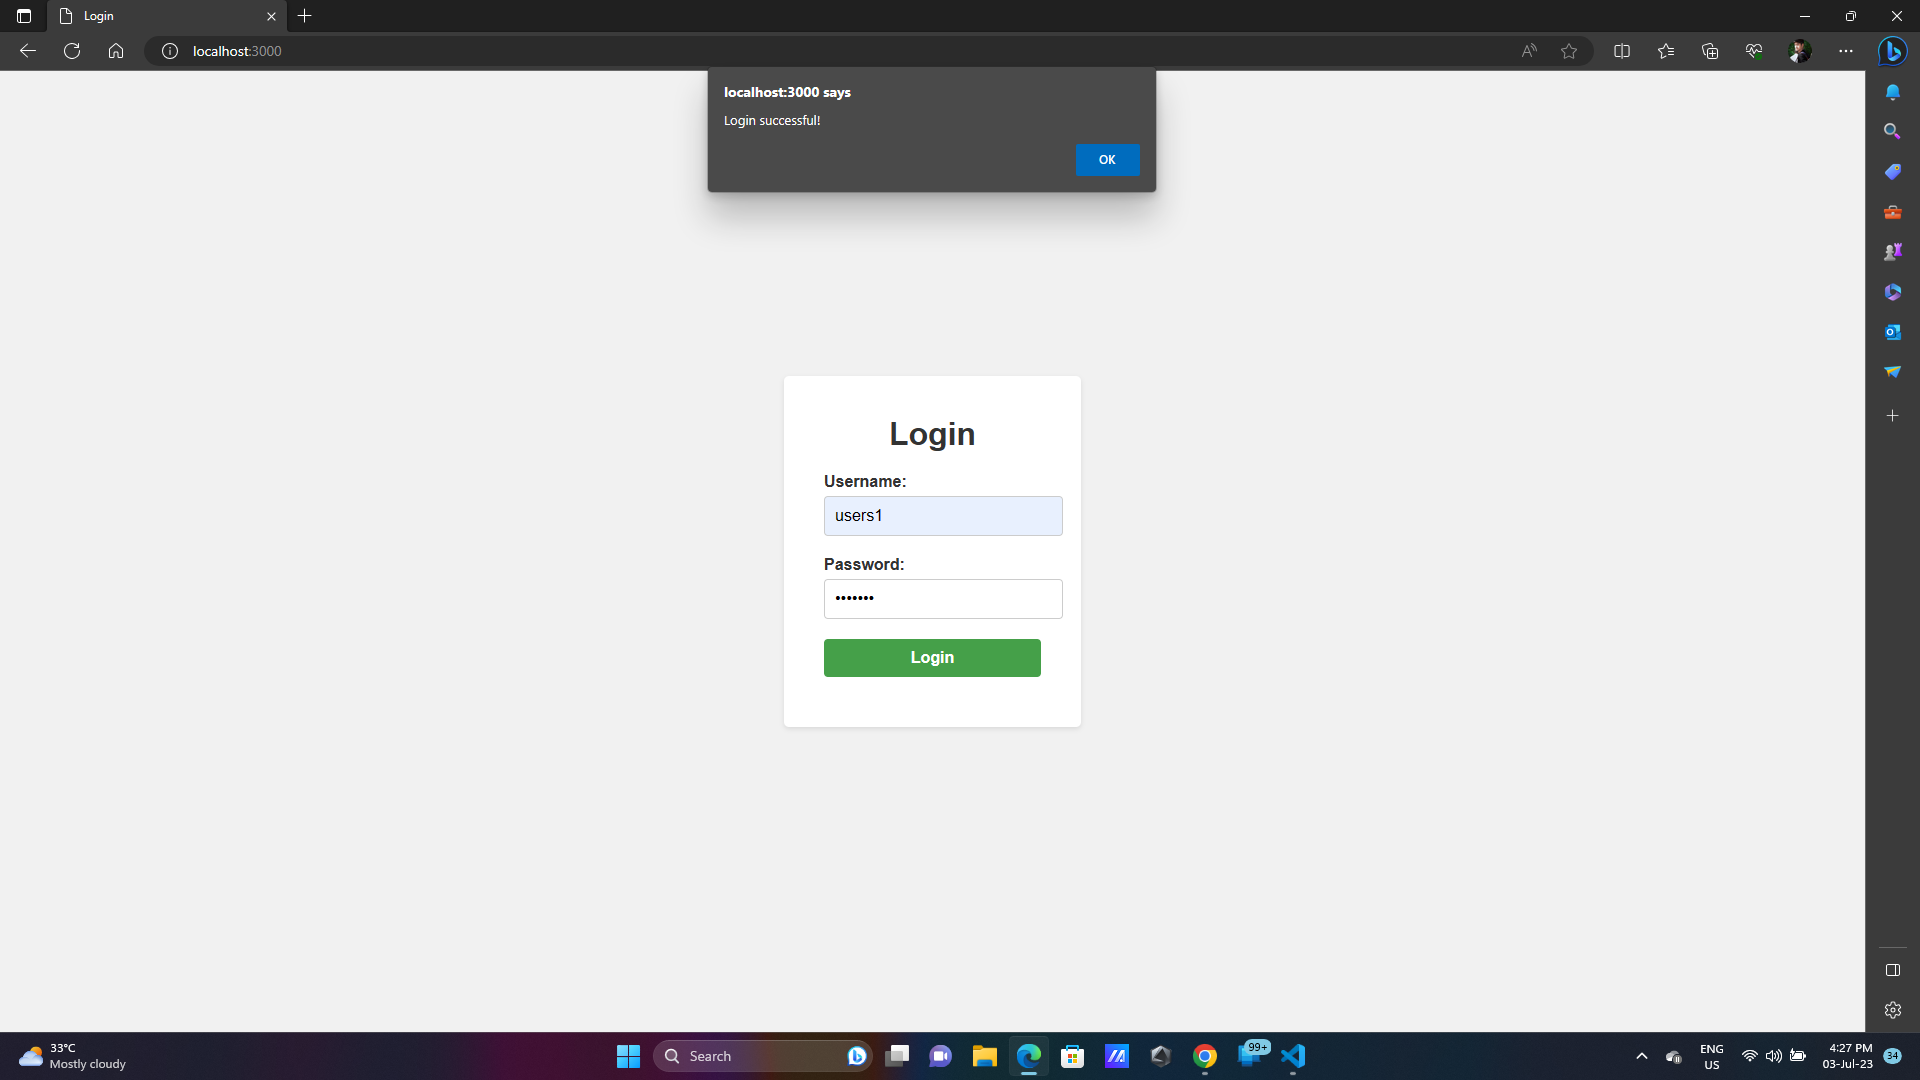 Login
localhost:3000
localhost:3000 says
Login successful!
OK
Login
Username:
users1
Password:
•••••••
Login
33°C
Mostly cloudy
Search
99+
ENG
US
4:27 PM
03-Jul-23
34